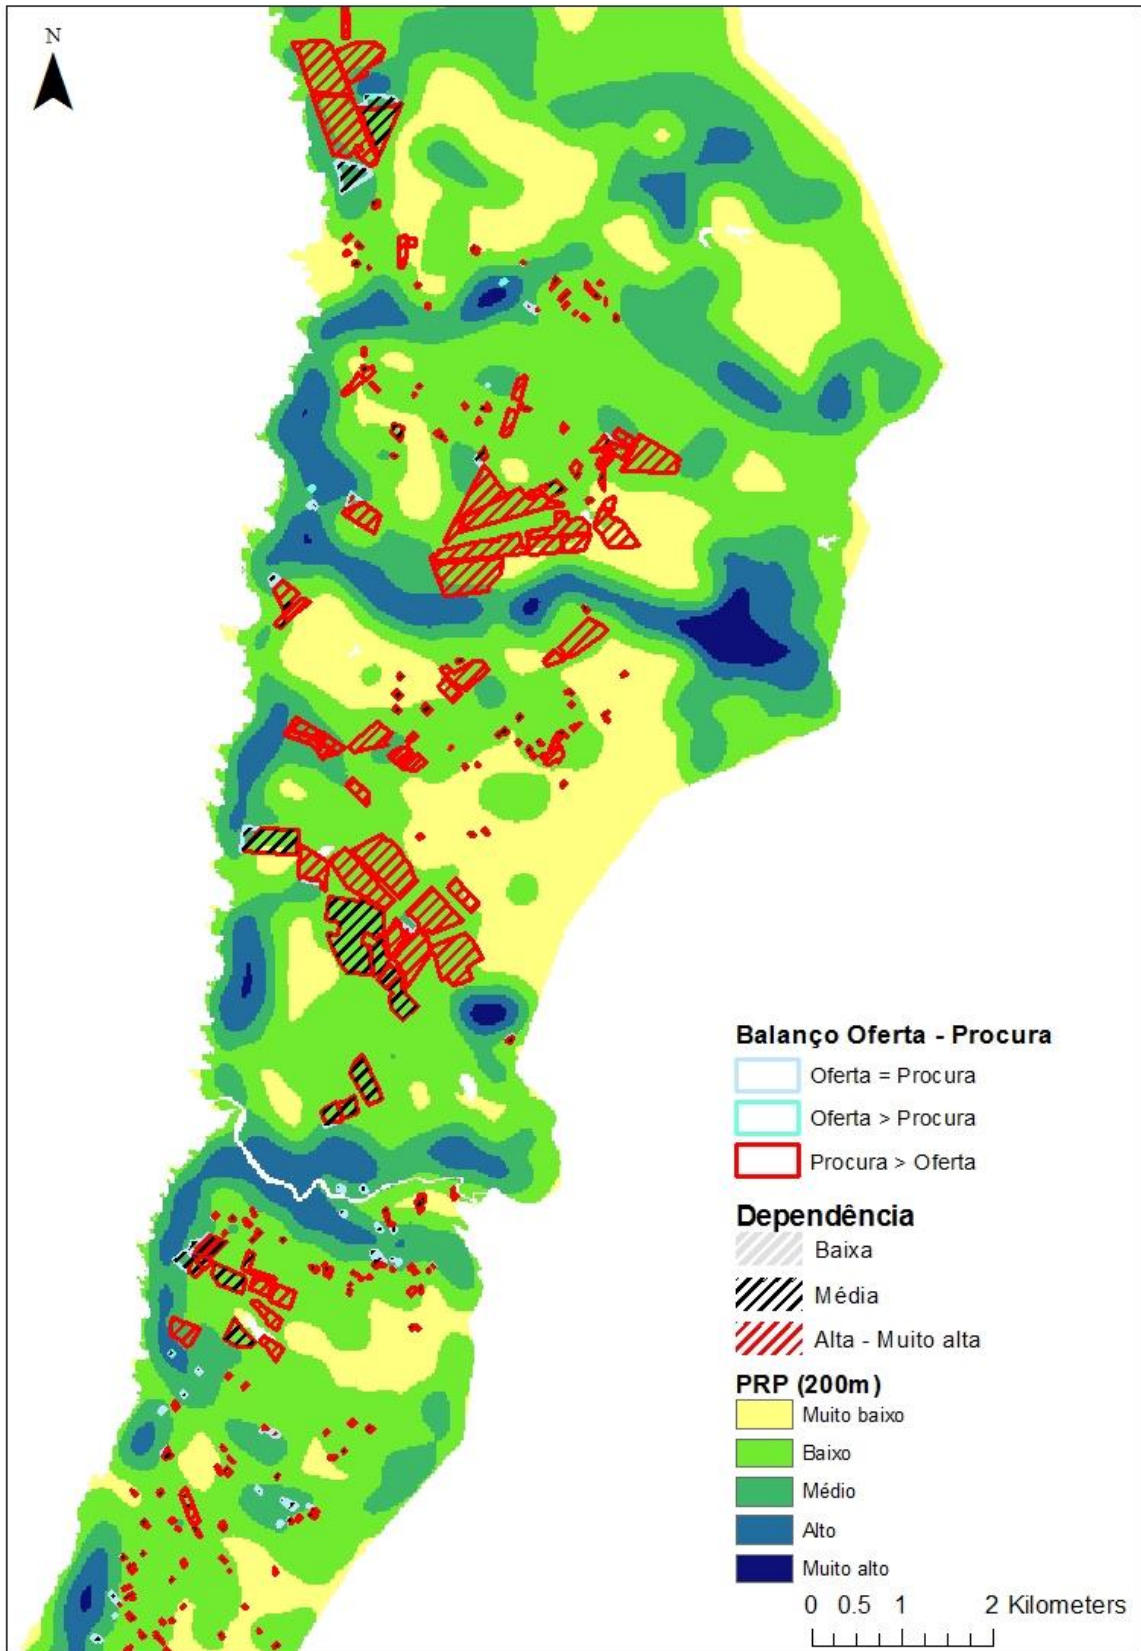 N
Balanço Oferta - Procura
Oferta = Procura
Oferta > Procura
Procura > Oferta
Dependência
Baixa
Média
Alta - Muito alta
PRP (200m)
Muito baixo
Baixo
Médio
Alto
Muito alto
0 0.5 1 2 Kilometers